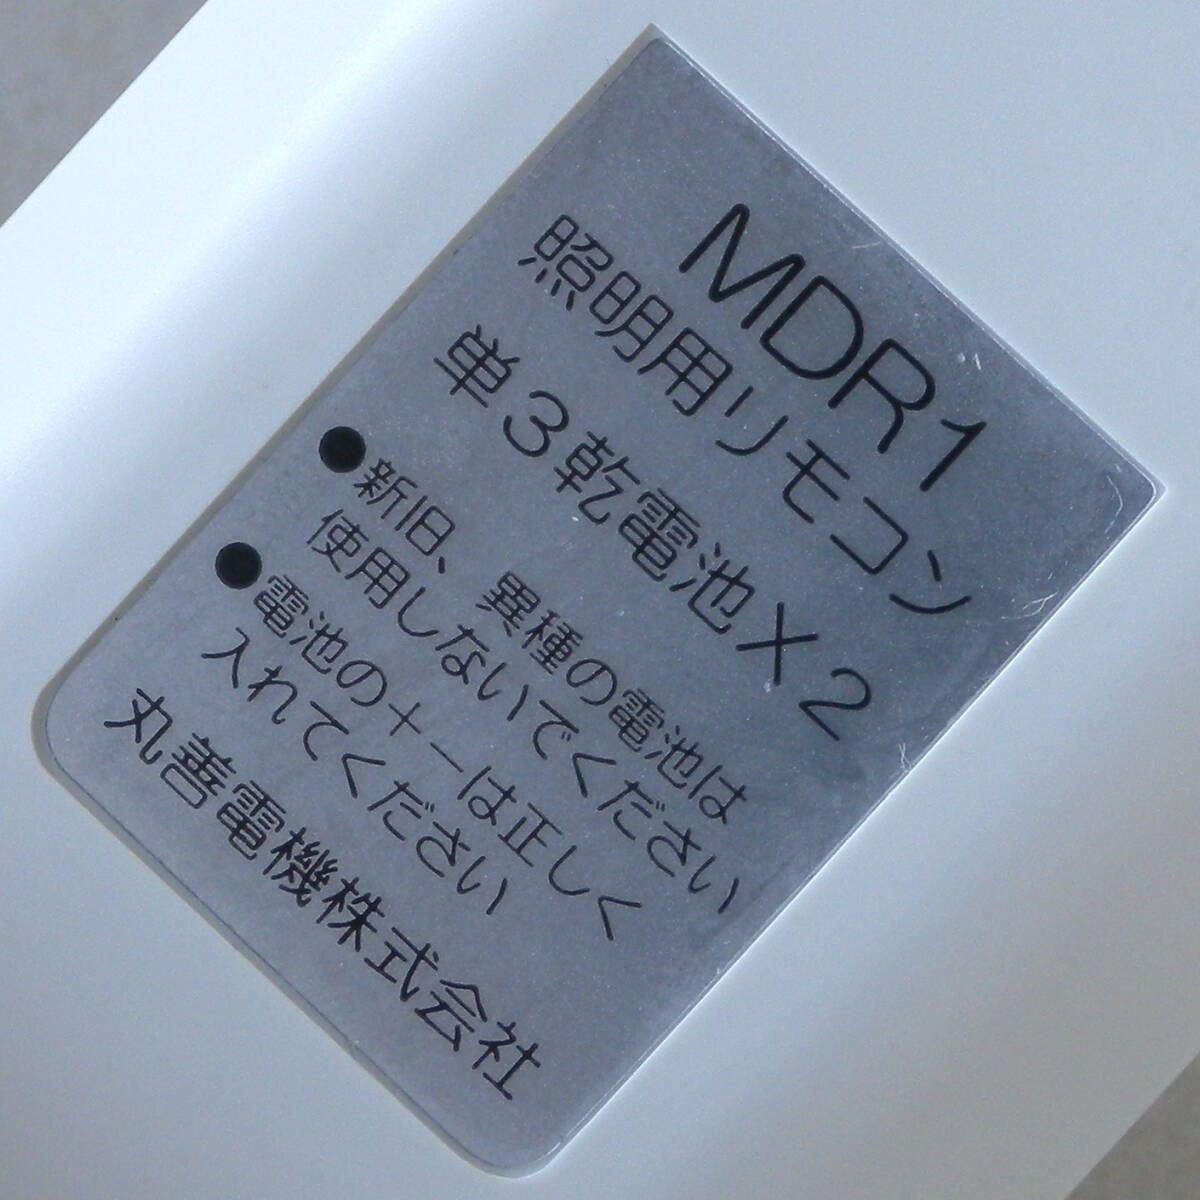 MDR1
照明用リモコン
単3乾電池×2
●新旧、異種の電池は
使用しないでください
●電池の＋－は正しく
入れてください
丸善電機株式会社